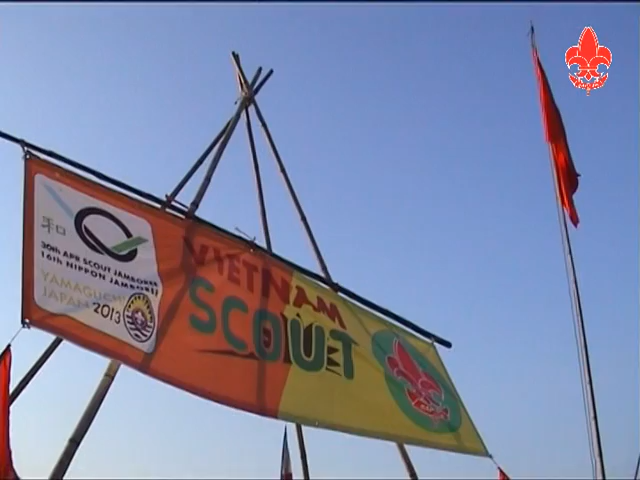 和
30th APR SCOUT JAMBOREE
16th NIPPON JAMBOREE
YAMAGUCHI
JAPAN 2013
VIETNAM
SCOUT